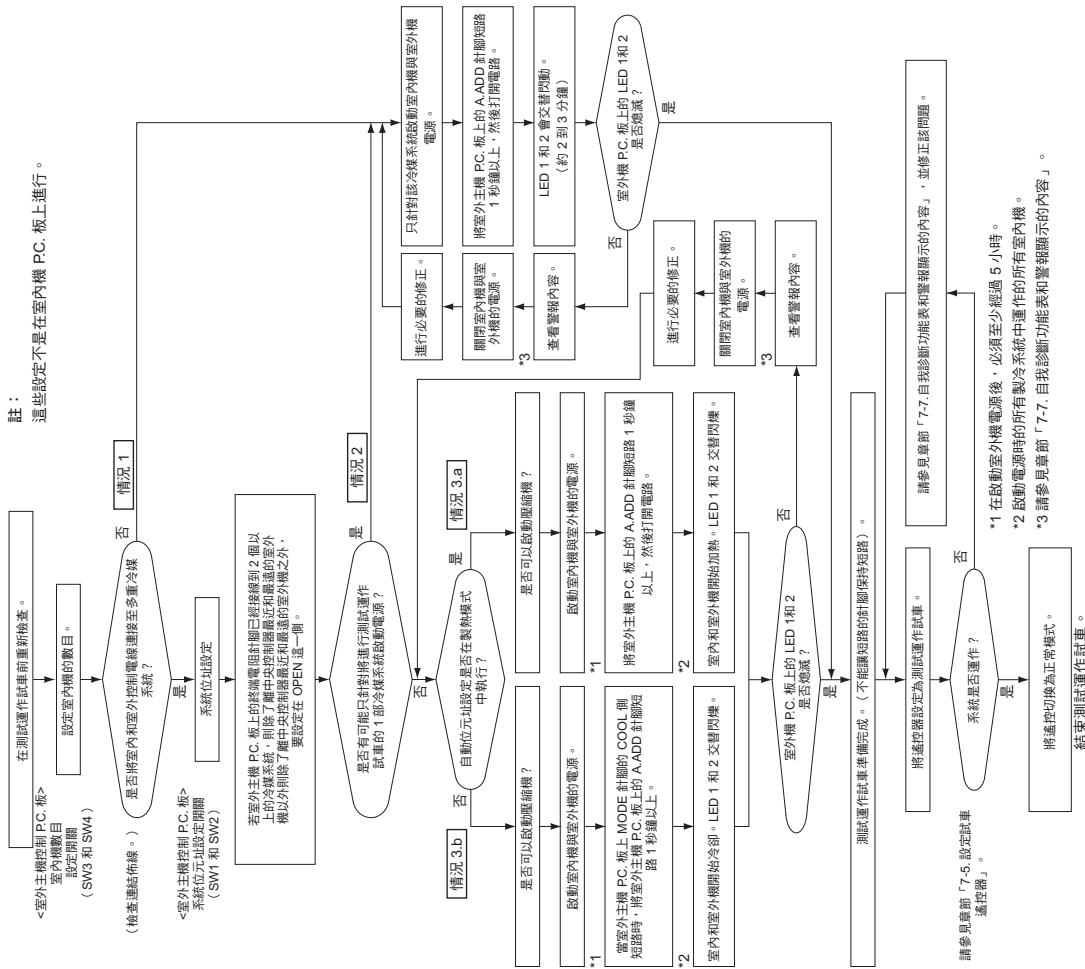 註：
這些設定不是在室內機 P.C. 板上進行。
在測試運作試車前重新檢查。
<室外主機控制 P.C. 板>
室內機數目
設定開關
（SW3 和 SW4）
設定室內機的數目。
（檢查連結佈線。）
是否將室內和室外控制電線連接至多重冷媒
系統？
否
情況 1
是
<室外主機控制 P.C. 板>
系統位元址設定開關
（SW1 和 SW2）
系統位址設定
若室外主機 P.C. 板上的終端電阻針腳已經接線到 2 個以
上的冷媒系統，則除了離中央控制器最近和最遠的室外
機以外則除了離中央控制器最近和最遠的室外機之外，
要設定在 OPEN 這一側。
是否有可能只針對將進行測試運作
試車的 1 部冷媒系統啟動電源？
是
情況 2
否
自動位元址設定是否在製熱模式
中執行？
否
情況 3.b
是
情況 3.a
是否可以啟動壓縮機？
啟動室內機與室外機的電源。
*1
當室外主機 P.C. 板上 MODE 針腳的 COOL 側
短路時，將室外主機 P.C. 板上的 A.ADD 針腳短
路 1 秒鐘以上。
*2
室內和室外機開始冷卻。LED 1 和 2 交替閃爍。
是否可以啟動壓縮機？
啟動室內機與室外機的電源。
*1
將室外主機 P.C. 板上的 A.ADD 針腳短路 1 秒鐘
以上，然後打開電路。
*2
室內和室外機開始加熱。LED 1 和 2 交替閃爍。
只針對該冷媒系統啟動室內機與室外機
電源。
將室外主機 P.C. 板上的 A.ADD 針腳短路
1 秒鐘以上，然後打開電路。
LED 1 和 2 會交替閃動。
（約 2 到 3 分鐘）
室外機 P.C. 板上的 LED 1和 2
是否熄滅？
是
否
進行必要的修正。
關閉室內機與室
外機的電源。
*3
查看警報內容。
進行必要的修正。
關閉室內機與室外機的
電源。
*3
查看警報內容。
室外機 P.C. 板上的 LED 1和 2
是否熄滅？
否
是
測試運作試車準備完成。（不能讓短路的針腳保持短路）。
將遙控器設定為測試運作試車。
請參見章節「7-5. 設定試車
遙控器」。
系統是否運作？
否
請參見章節「7-7.自我診斷功能表和警報顯示的內容」，並修正該問題。
是
將遙控切換為正常模式。
結束測試運作試車。
*1 在啟動室外機電源後，必須至少經過 5 小時。
*2 啟動電源時的所有製冷系統中運作的所有室內機。
*3 請參見章節「7-7. 自我診斷功能表和警報顯示的內容」。